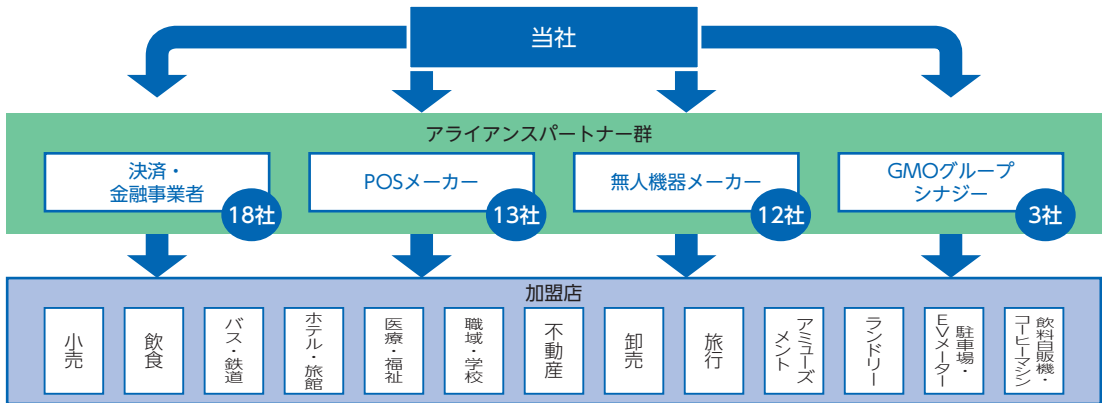 当社
アライアンスパートナー群
決済・
金融事業者
18社
POSメーカー
13社
無人機器メーカー
12社
GMOグループ
シナジー
3社
加盟店
小売
飲食
バス・鉄道
ホテル・旅館
医療・福祉
職域・学校
不動産
卸売
旅行
アミューズ
メント
ランドリー
駐車場・
EVメーター
飲料自販機・
コーヒーマシン